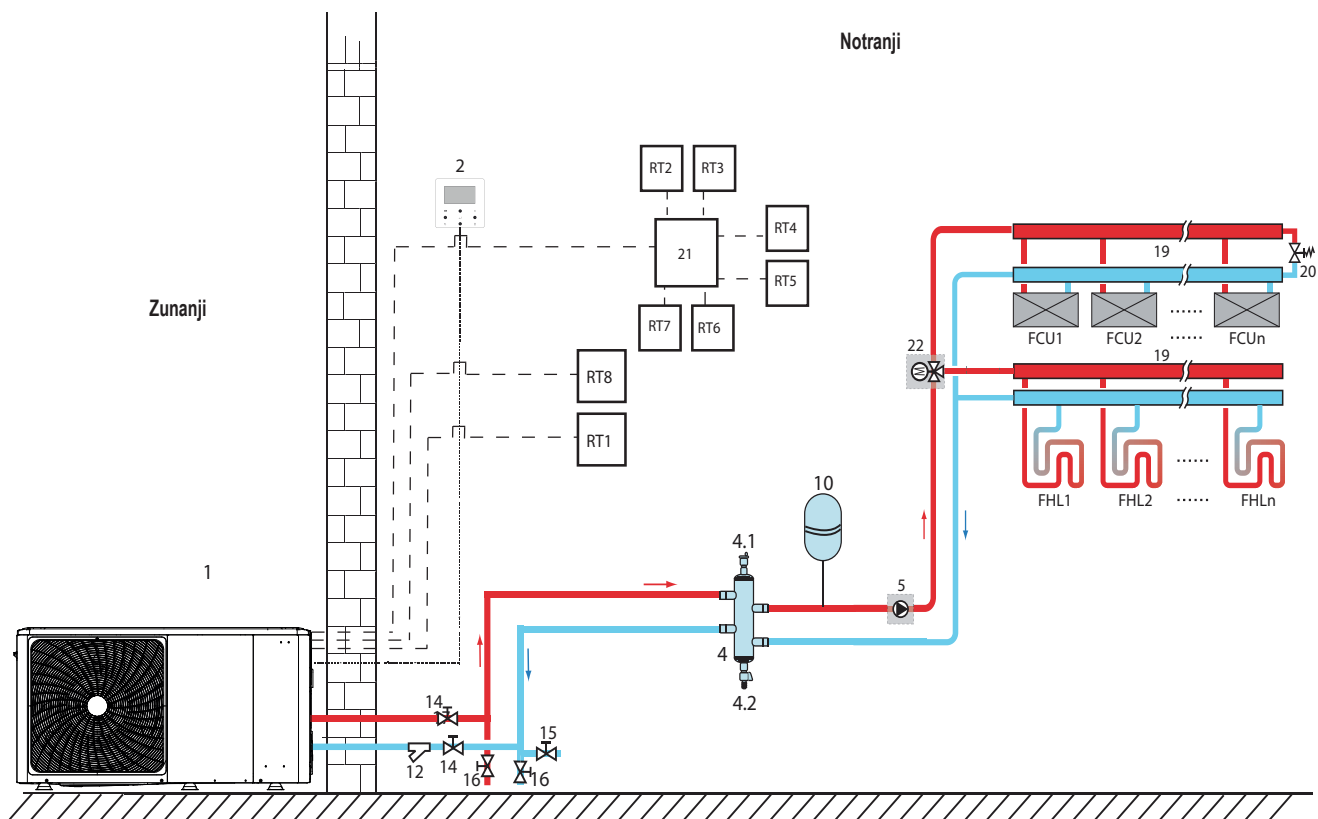 Notranji
Zunanji
2
RT2
RT3
RT4
21
RT5
RT7
RT6
RT8
RT1
19
20
FCU1
FCU2
......
......
FCUn
22
M
19
......
FHL1
FHL2
......
FHLn
10
4.1
5
4
4.2
1
14
15
12
14
16
16